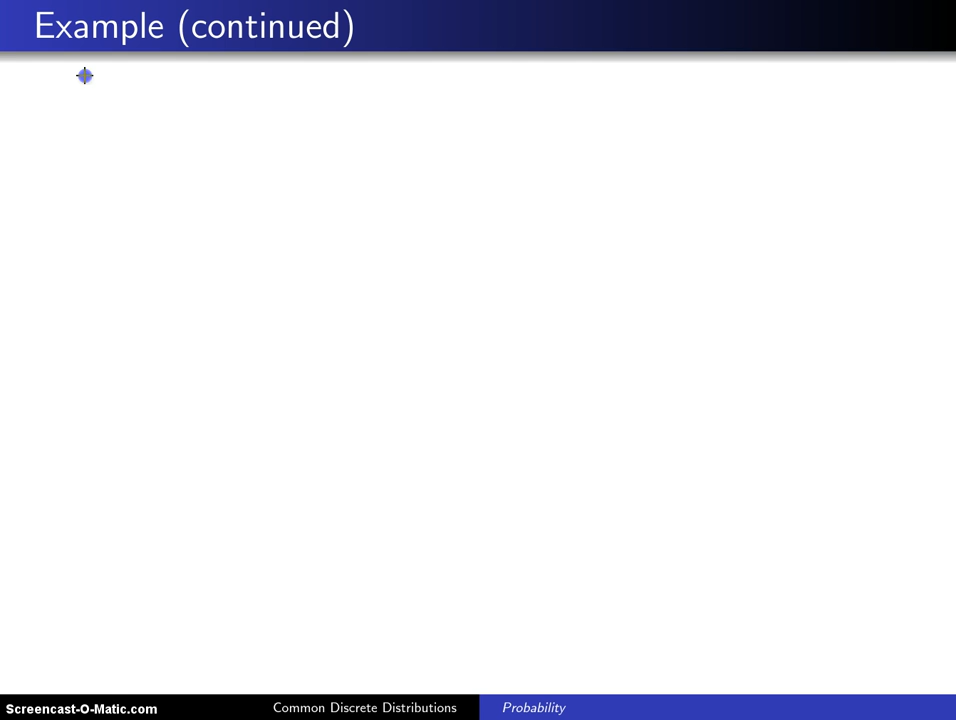 Example (continued)
Screencast-O-Matic.com
Common Discrete Distributions
Probability